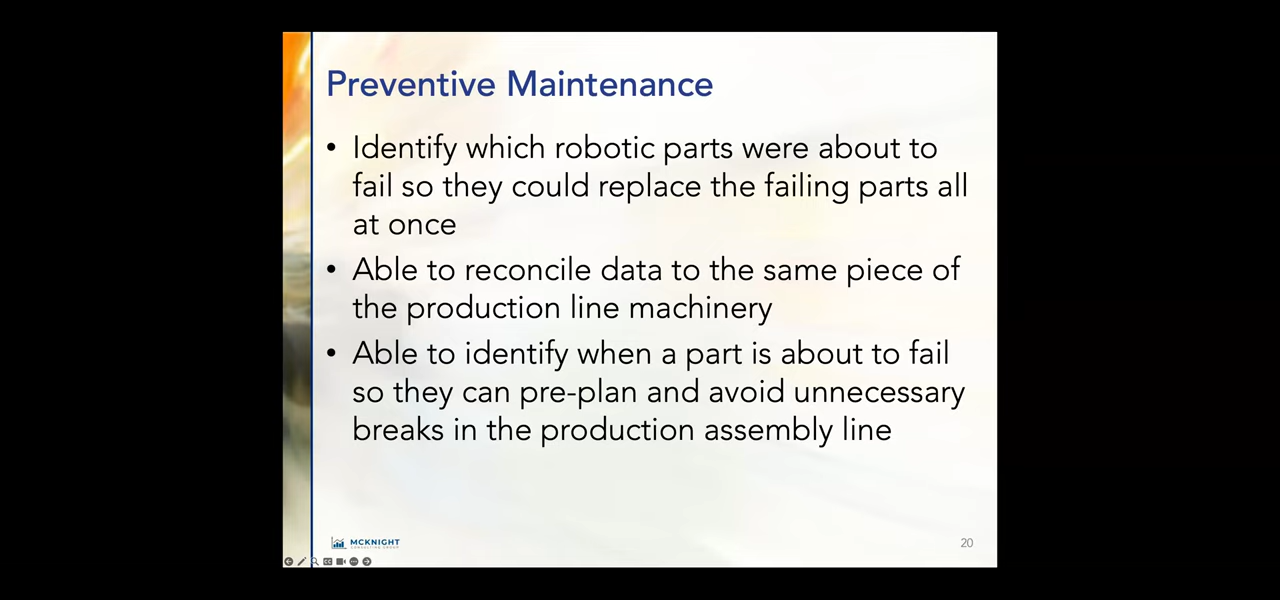 Preventive Maintenance
• Identify which robotic parts were about to
fail so they could replace the failing parts all
at once
• Able to reconcile data to the same piece of
the production line machinery
• Able to identify when a part is about to fail
so they can pre-plan and avoid unnecessary
breaks in the production assembly line
MCKNIGHT
CONSULTING GROUP
20